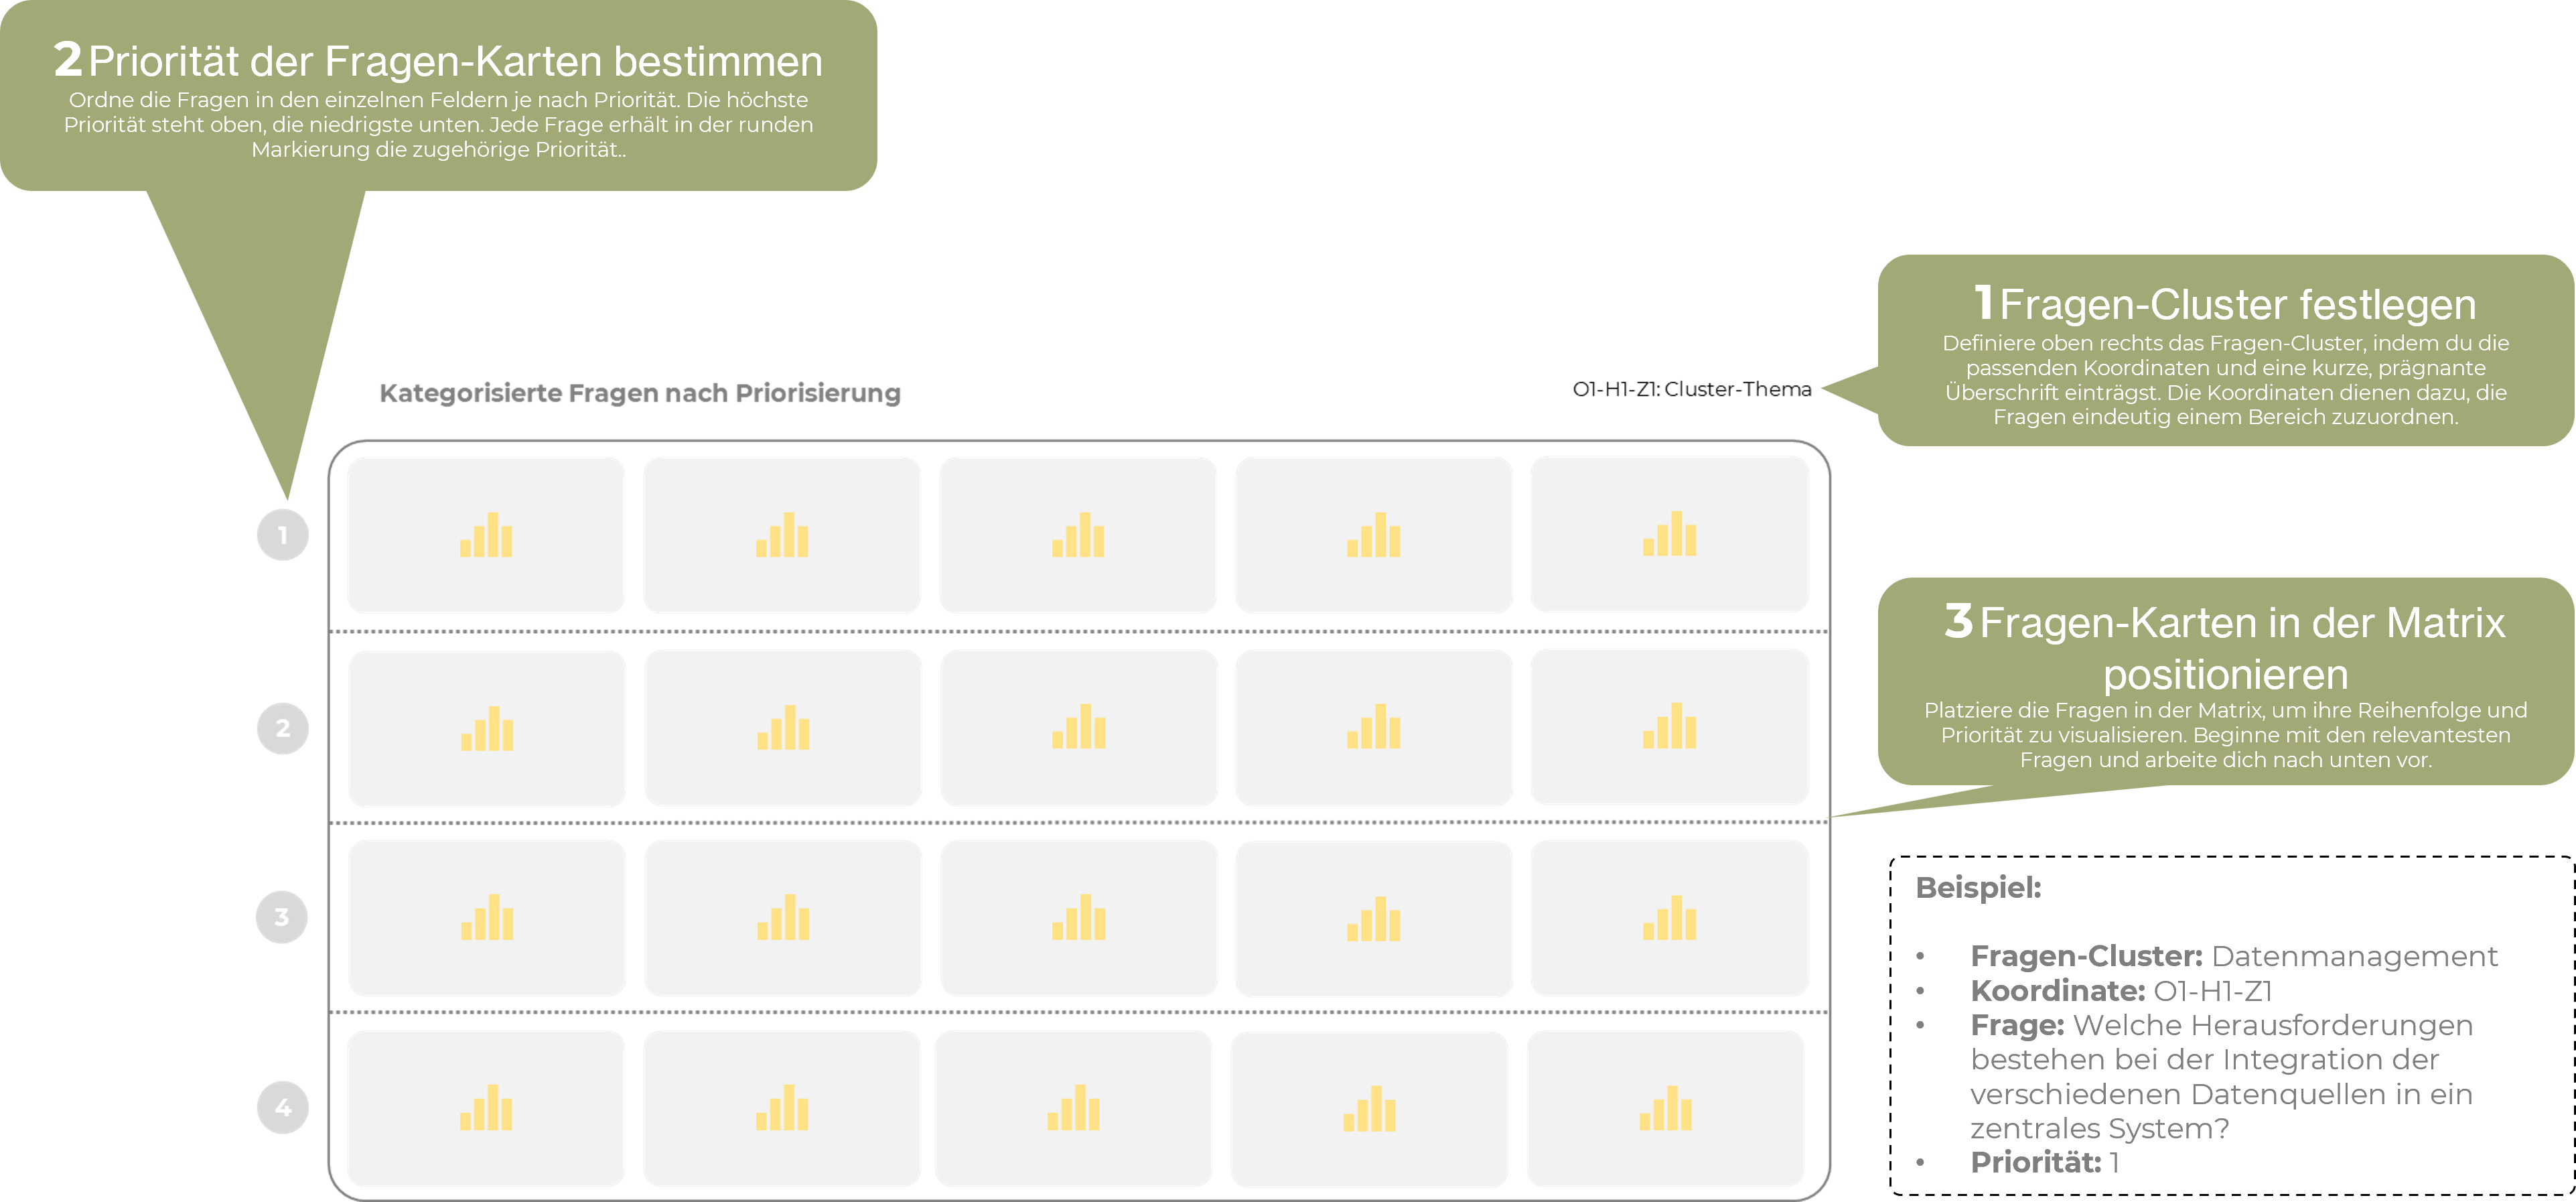 2 Priorität der Fragen-Karten bestimmen
Ordne die Fragen in den einzelnen Feldern je nach Priorität. Die höchste
Priorität steht oben, die niedrigste unten. Jede Frage erhält in der runden
Markierung die zugehörige Priorität..
1 Fragen-Cluster festlegen
Definiere oben rechts das Fragen-Cluster, indem du die
passenden Koordinaten und eine kurze, prägnante
Überschrift einträgst. Die Koordinaten dienen dazu, die
Fragen eindeutig einem Bereich zuzuordnen.
Kategorisierte Fragen nach Priorisierung
O1-H1-Z1: Cluster-Thema
1
2
3
4
3 Fragen-Karten in der Matrix
positionieren
Platziere die Fragen in der Matrix, um ihre Reihenfolge und
Priorität zu visualisieren. Beginne mit den relevantesten
Fragen und arbeite dich nach unten vor.
Beispiel:
• Fragen-Cluster: Datenmanagement
• Koordinate: O1-H1-Z1
• Frage: Welche Herausforderungen
bestehen bei der Integration der
verschiedenen Datenquellen in ein
zentrales System?
• Priorität: 1